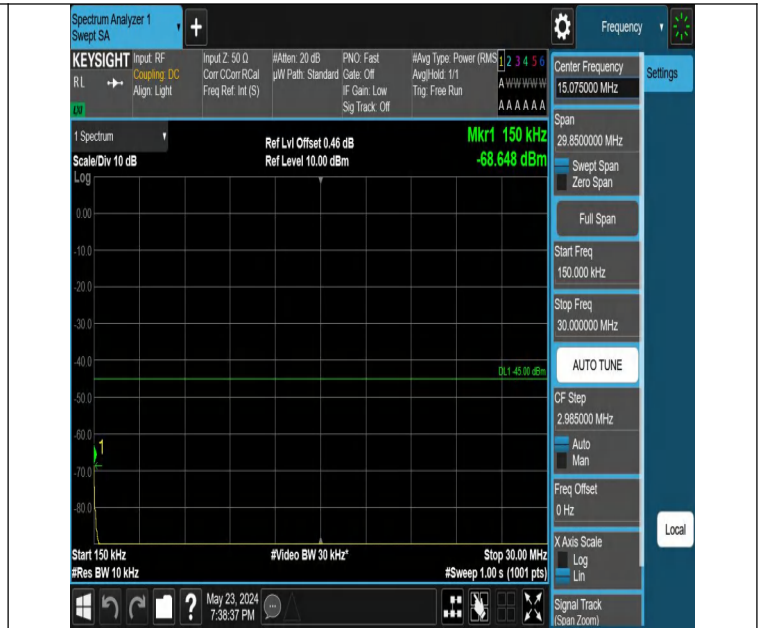 Spectrum Analyzer 1
Swept SA
+
Frequency
KEYSIGHT
RL
LXI
Input: RF
Coupling: DC
Align: Light
Input Z: 50 Ω
Corr CCorr RCal
Freq Ref: Int (S)
#Atten: 20 dB
µW Path: Standard
PNO: Fast
Gate: Off
IF Gain: Low
Sig Track: Off
#Avg Type: Power (RMS
Avg|Hold: 1/1
Trig: Free Run
1 2 3 4 5 6
A W W W W W
A A A A A A
1 Spectrum
Scale/Div 10 dB
Ref Lvl Offset 0.46 dB
Ref Level 10.00 dBm
Mkr1 150 kHz
-68.648 dBm
Log
0.00
-10.0
-20.0
-30.0
-40.0
DL1 -45.00 dBm
-50.0
-60.0
1
-70.0
-80.0
Start 150 kHz
#Res BW 10 kHz
#Video BW 30 kHz*
Stop 30.00 MHz
#Sweep 1.00 s (1001 pts)
?
May 23, 2024
7:38:37 PM
Center Frequency
15.075000 MHz
Settings
Span
29.8500000 MHz
Swept Span
Zero Span
Full Span
Start Freq
150.000 kHz
Stop Freq
30.000000 MHz
AUTO TUNE
CF Step
2.985000 MHz
Auto
Man
Freq Offset
0 Hz
X Axis Scale
Log
Lin
Local
Signal Track
(Span Zoom)